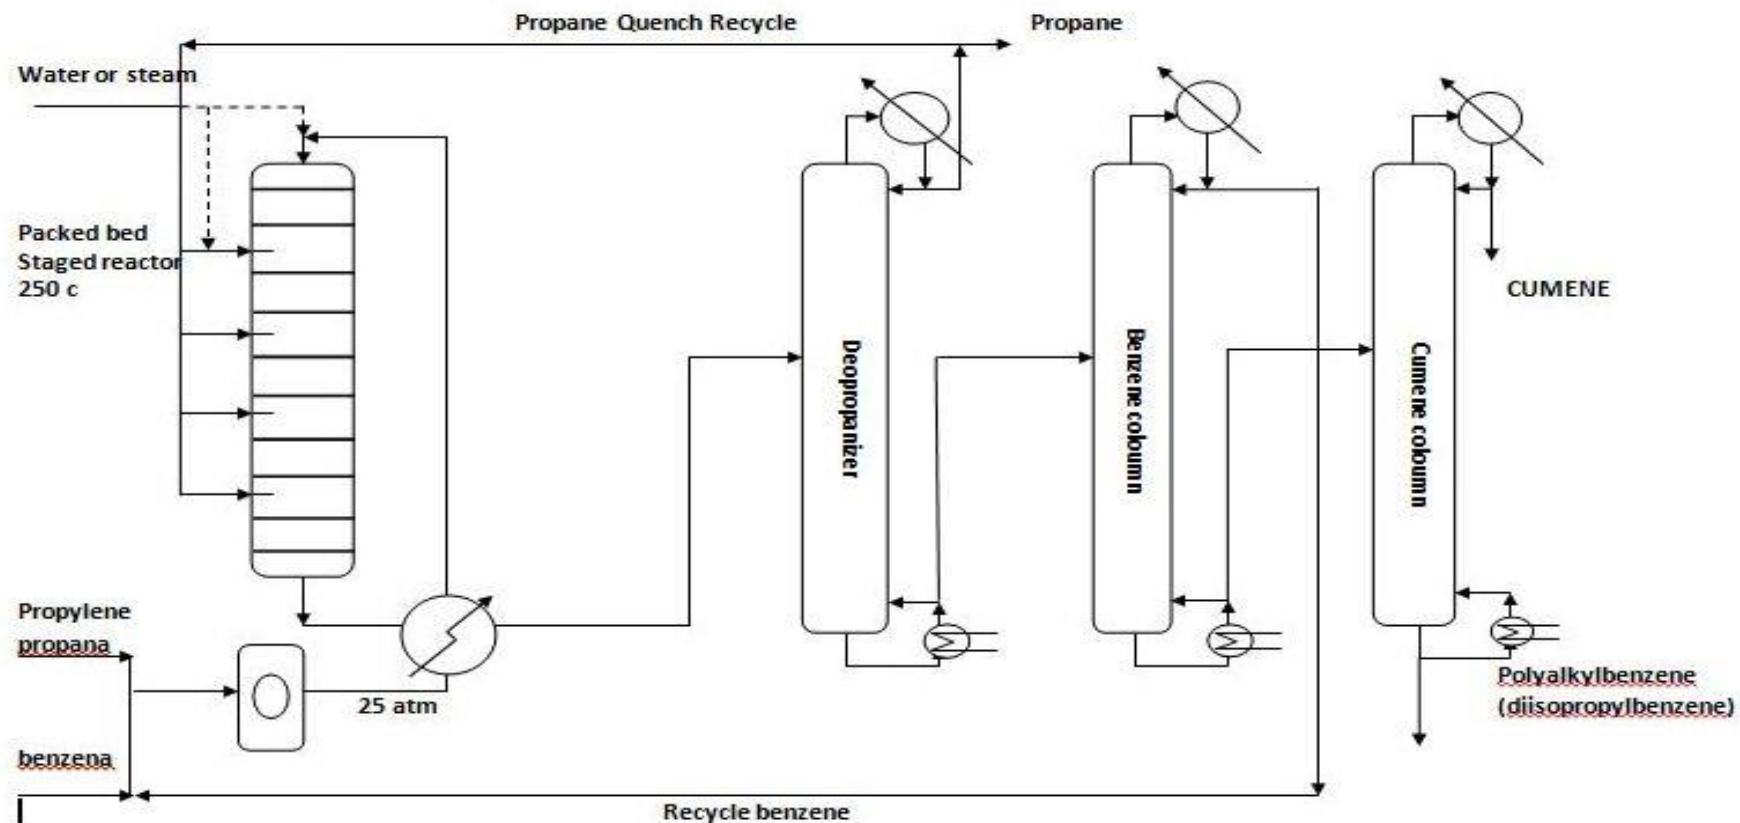 Propane Quench Recycle
Propane
Water or steam
Packed bed
Staged reactor
250 c
Deopropanizer
Benzene coloumn
Cumene coloumn
CUMENE
Propylene
propana
25 atm
Polyalkylbenzene
(diisopropylbenzene)
benzena
Recycle benzene